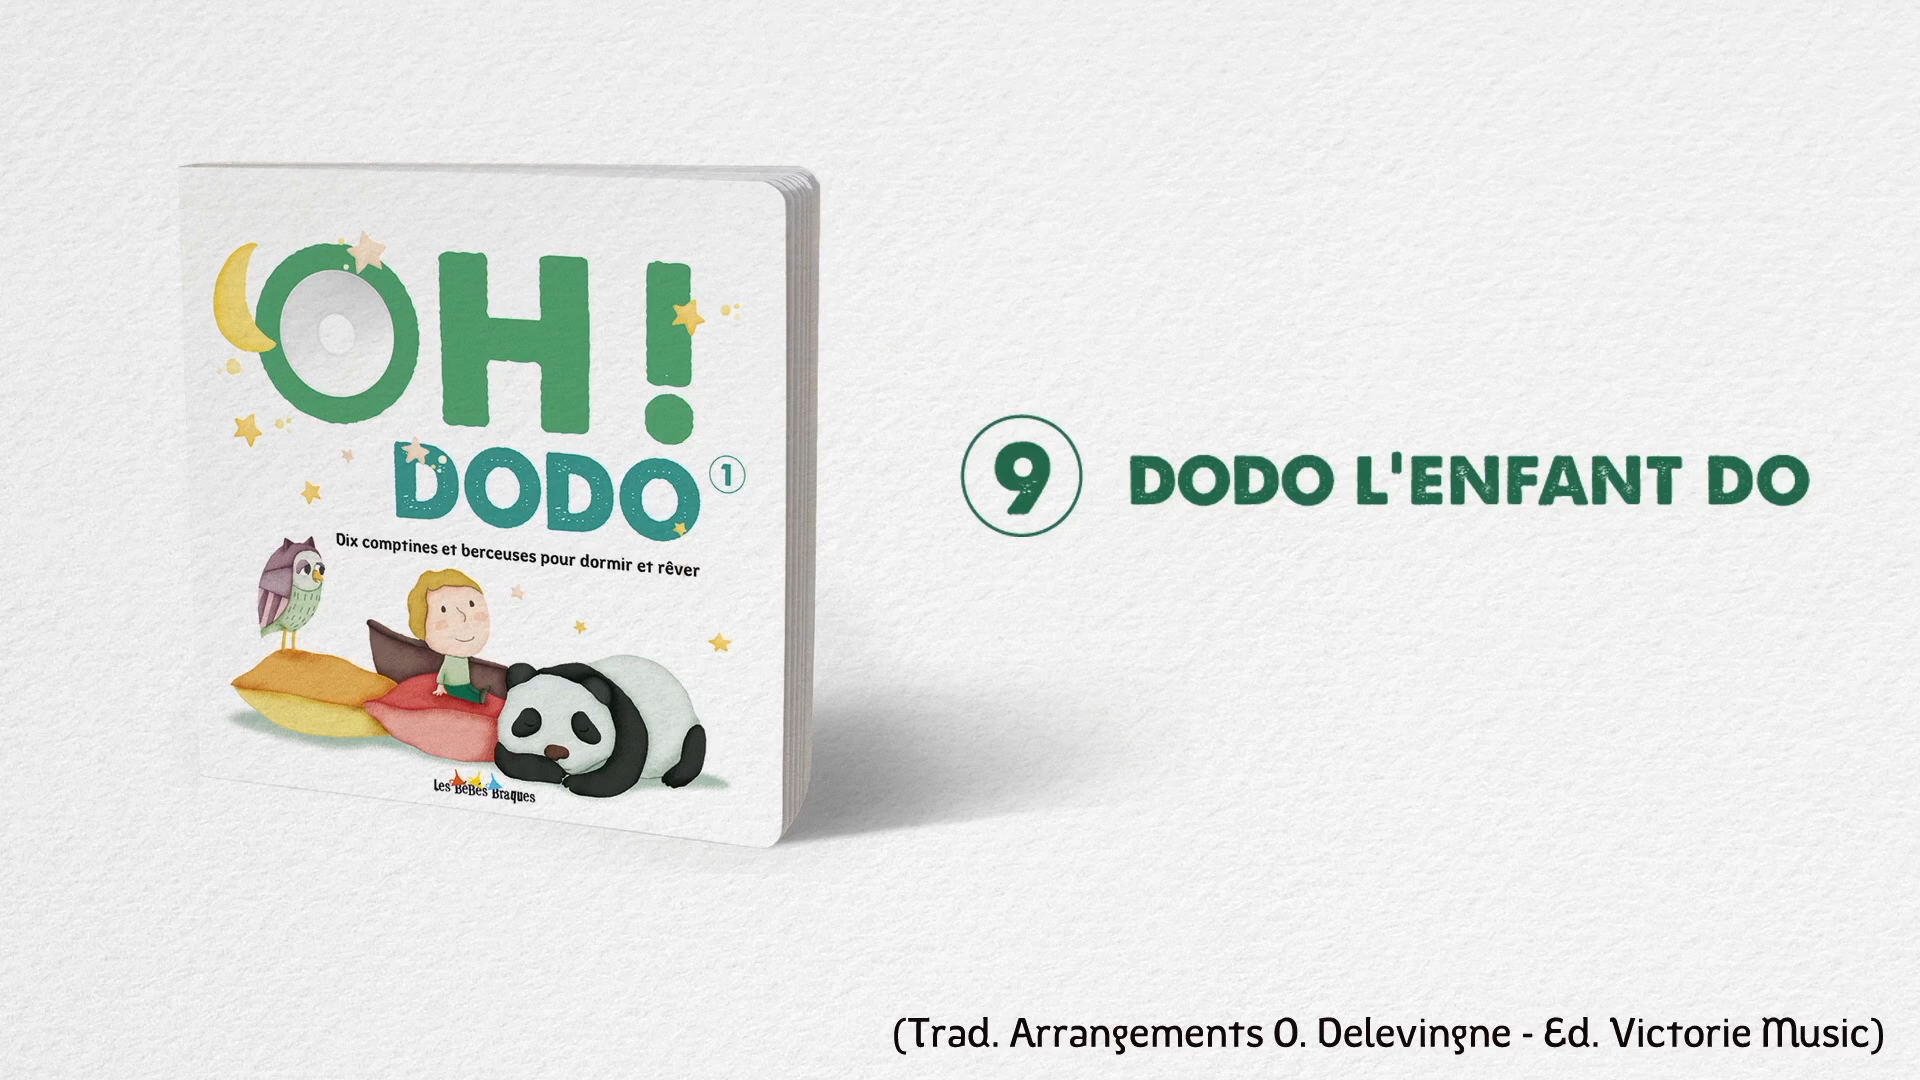 OH!
DODO 1
Dix comptines et berceuses pour dormir et rêver
Les BéBés Braques
9 DODO L'ENFANT DO
(Trad. Arrangements O. Delevingne - Ed. Victorie Music)